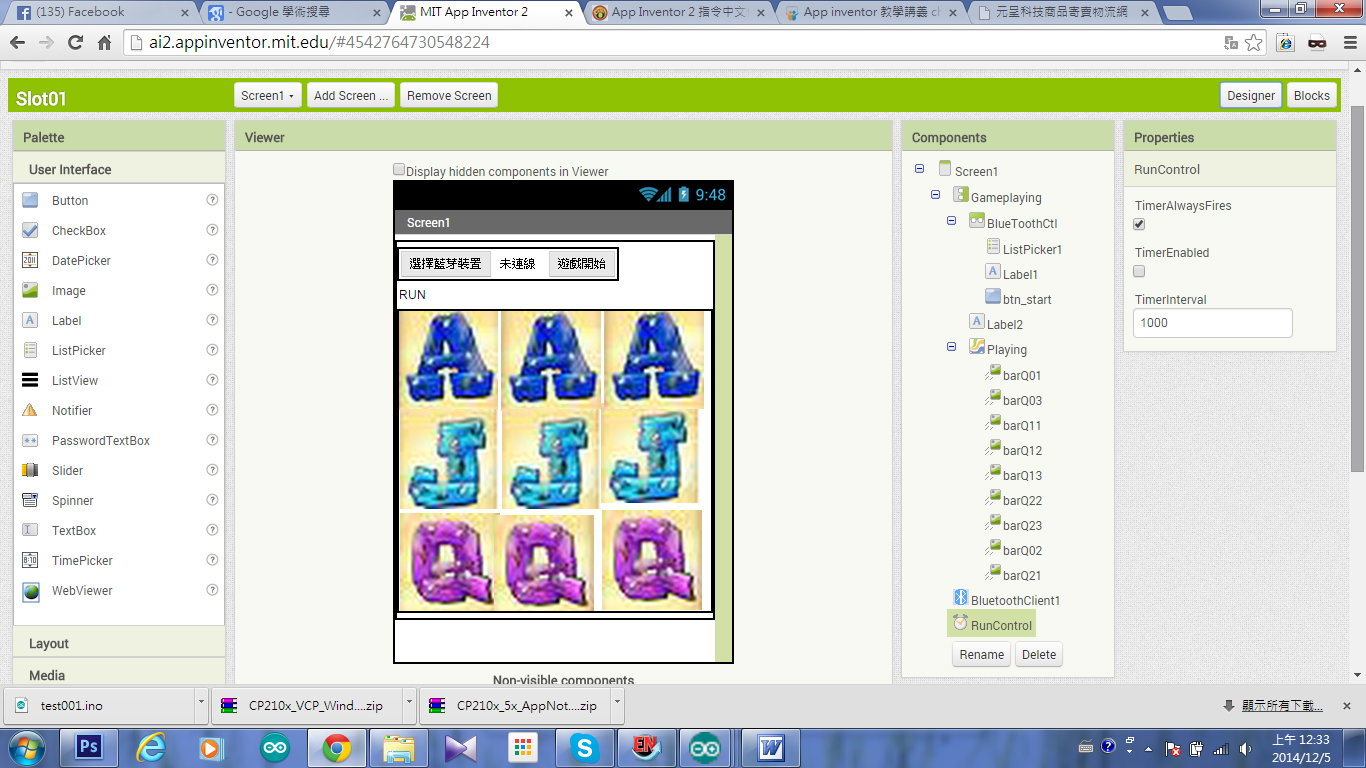 (135) Facebook
- Google 學術搜尋
MIT App Inventor 2
App Inventor 2 指令中文
App inventor 教學講義 c
元呈科技商品寄賣物流網
ai2.appinventor.mit.edu/#4542764730548224
Slot01
Screen1
Add Screen ...
Remove Screen
Designer
Blocks
Palette
Viewer
Components
Properties
User Interface
Button
CheckBox
DatePicker
Image
Label
ListPicker
ListView
Notifier
PasswordTextBox
Slider
Spinner
TextBox
TimePicker
WebViewer
Layout
Media
Display hidden components in Viewer
9:48
Screen1
選擇藍芽裝置 未連線 遊戲開始
RUN
A A A
J J J
Q Q Q
Non-visible components
Screen1
Gameplaying
BlueToothCtl
ListPicker1
Label1
btn_start
Label2
Playing
barQ01
barQ03
barQ11
barQ12
barQ13
barQ22
barQ23
barQ02
barQ21
BluetoothClient1
RunControl
Rename
Delete
RunControl
TimerAlwaysFires
TimerEnabled
TimerInterval
1000
test001.ino
CP210x_VCP_Wind....zip
CP210x_5x_AppNot....zip
顯示所有下載...
Ps
EN
W
上午 12:33
2014/12/5